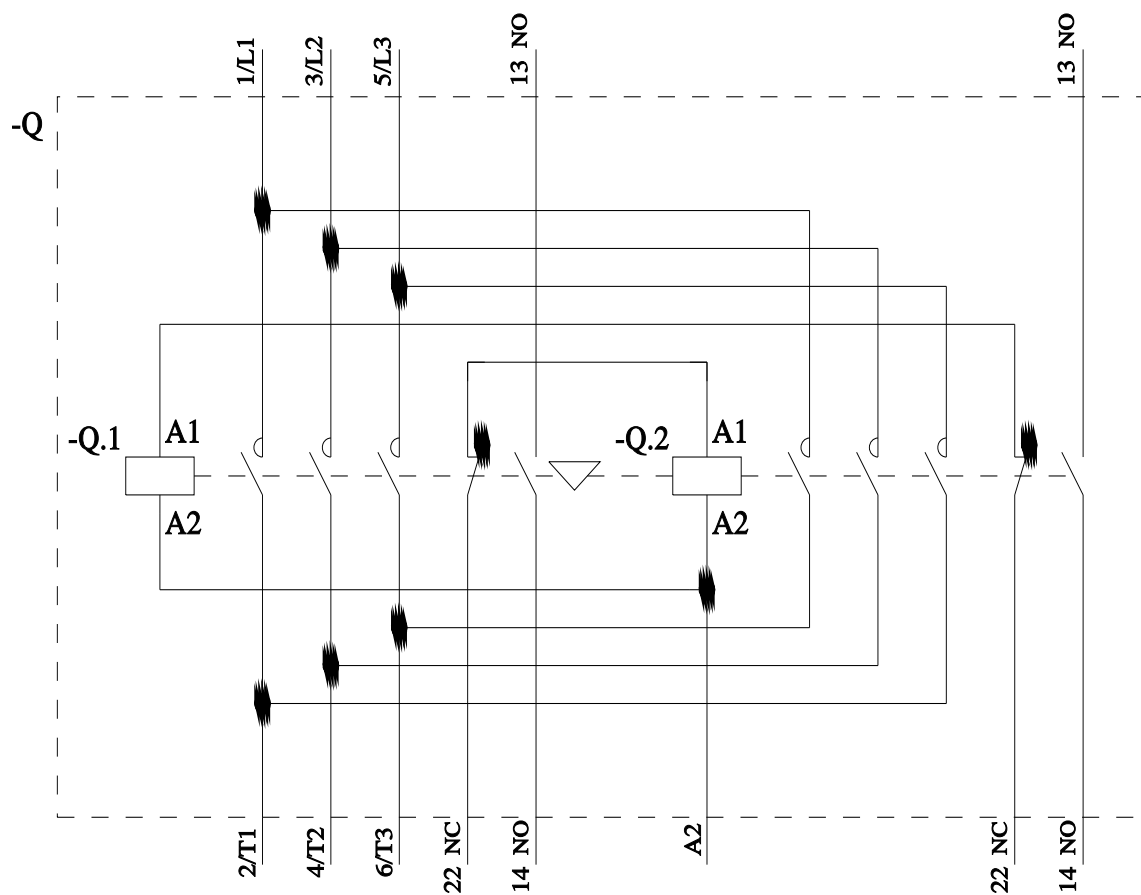 1/L1
3/L2
5/L3
13 NO
13 NO
-Q
-Q.1
A1
-Q.2
A1
A2
A2
2/T1
4/T2
6/T3
22 NC
14 NO
A2
22 NC
14 NO